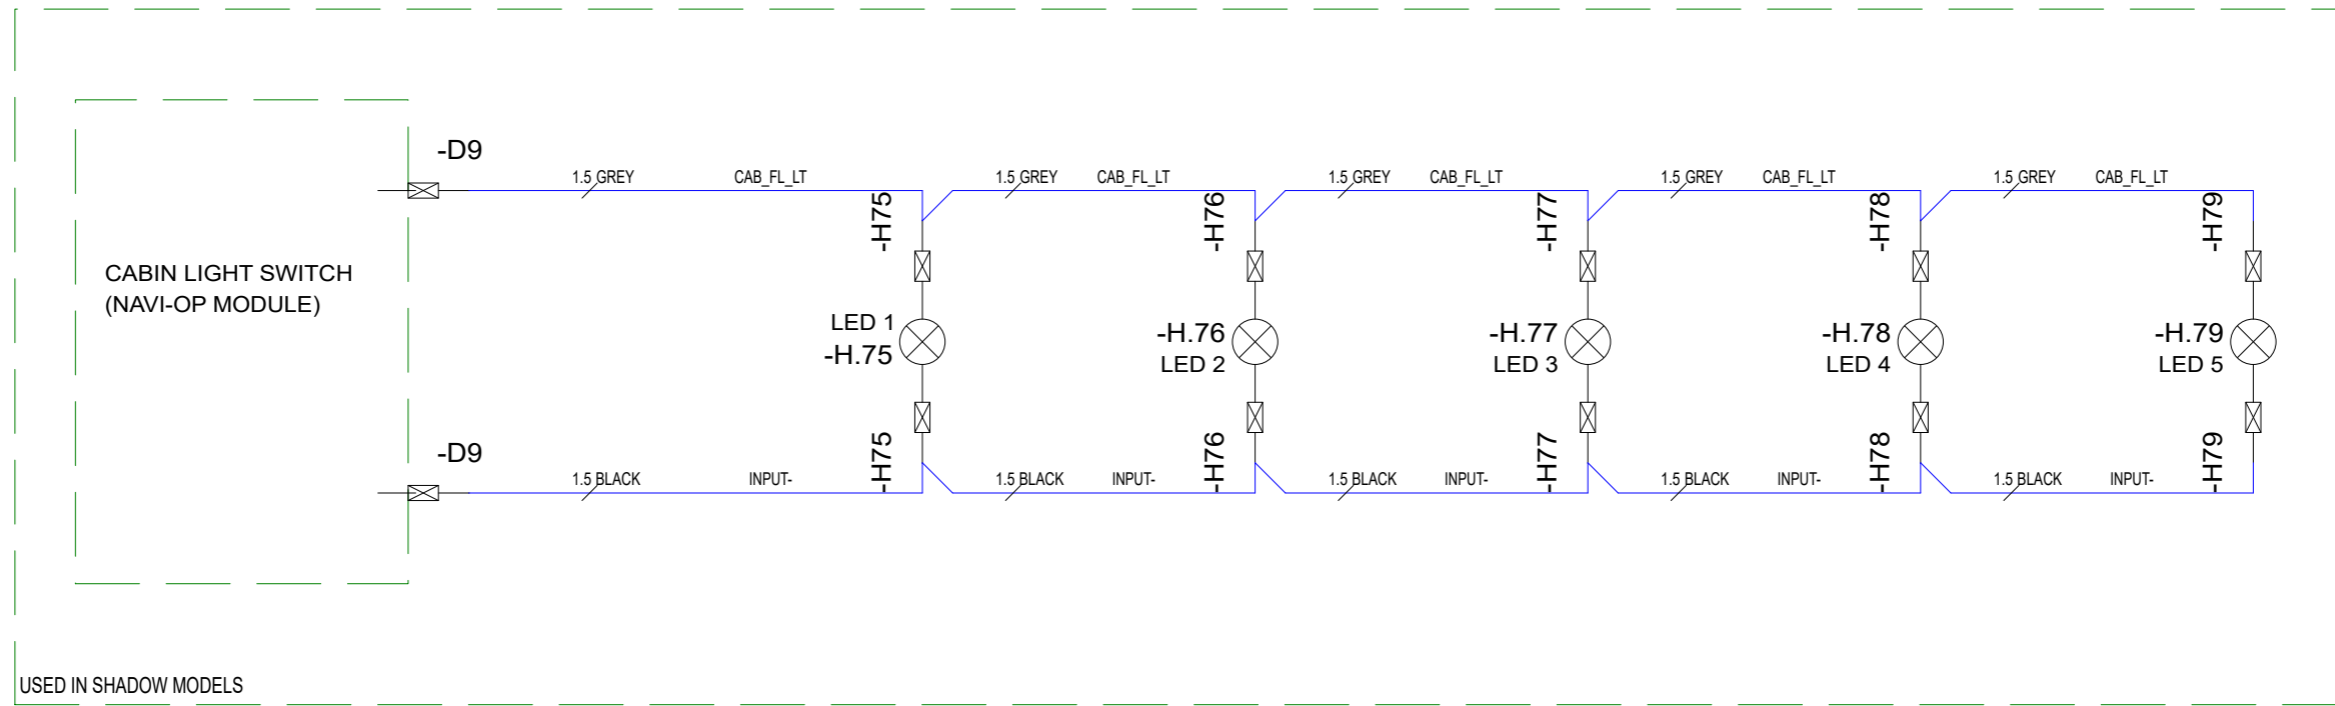 -D9
1.5 GREY
CAB_FL_LT
-H75
1.5 GREY
CAB_FL_LT
-H76
1.5 GREY
CAB_FL_LT
-H77
1.5 GREY
CAB_FL_LT
-H78
1.5 GREY
CAB_FL_LT
-H79
CABIN LIGHT SWITCH
(NAVI-OP MODULE)
LED 1
-H.75
-H.76
LED 2
-H.77
LED 3
-H.78
LED 4
-H.79
LED 5
-D9
1.5 BLACK
INPUT-
-H75
1.5 BLACK
INPUT-
-H76
1.5 BLACK
INPUT-
-H77
1.5 BLACK
INPUT-
-H78
1.5 BLACK
INPUT-
-H79
USED IN SHADOW MODELS